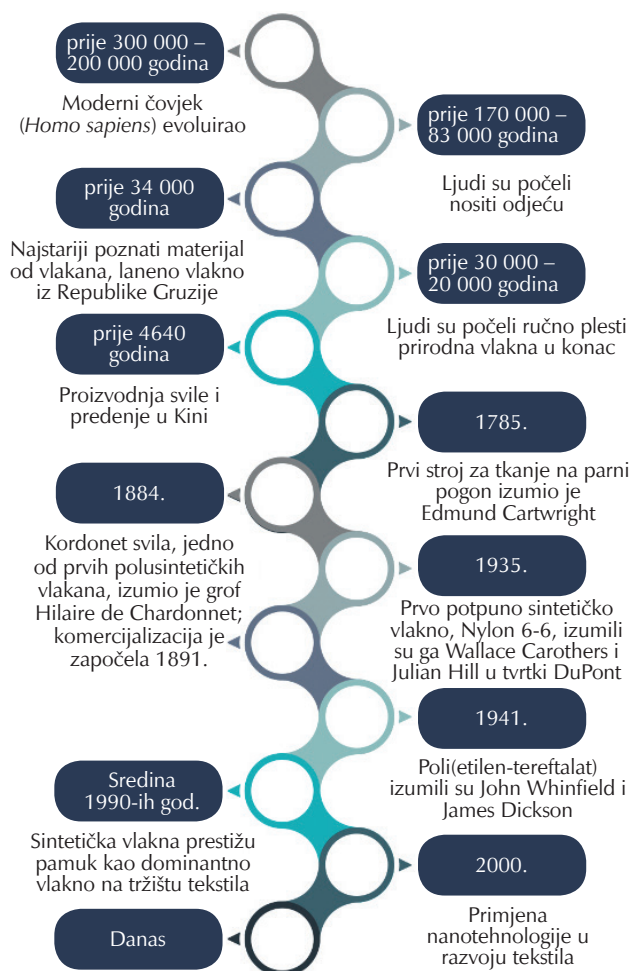 prije 300 000 –
200 000 godina
Moderni čovjek
(Homo sapiens) evoluirao
prije 170 000 –
83 000 godina
Ljudi su počeli
nositi odjeću
prije 34 000
godina
Najstariji poznati materijal
od vlakana, laneno vlakno
iz Republike Gruzije
prije 30 000 –
20 000 godina
Ljudi su počeli ručno plesti
prirodna vlakna u konac
prije 4640
godina
Proizvodnja svile i
predenje u Kini
1785.
Prvi stroj za tkanje na parni
pogon izumio je
Edmund Cartwright
1884.
Kordonet svila, jedno
od prvih polusintetičkih
vlakana, izumio je grof
Hilaire de Chardonnet;
komercijalizacija je
započela 1891.
1935.
Prvo potpuno sintetičko
vlakno, Nylon 6-6, izumili
su ga Wallace Carothers i
Julian Hill u tvrtki DuPont
1941.
Poli(etilen-tereftalat)
izumili su John Whinfield i
James Dickson
Sredina
1990-ih god.
Sintetička vlakna prestižu
pamuk kao dominantno
vlakno na tržištu tekstila
2000.
Primjena
nanotehnologije u
razvoju tekstila
Danas